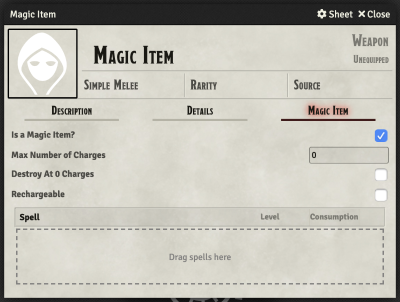 Magic Item Sheet Close
Magic Item Weapon
Unequipped
Simple Melee Rarity Source
Description Details Magic Item
Is a Magic Item?
Max Number of Charges 0
Destroy At 0 Charges
Rechargeable
Spell Level Consumption
Drag spells here